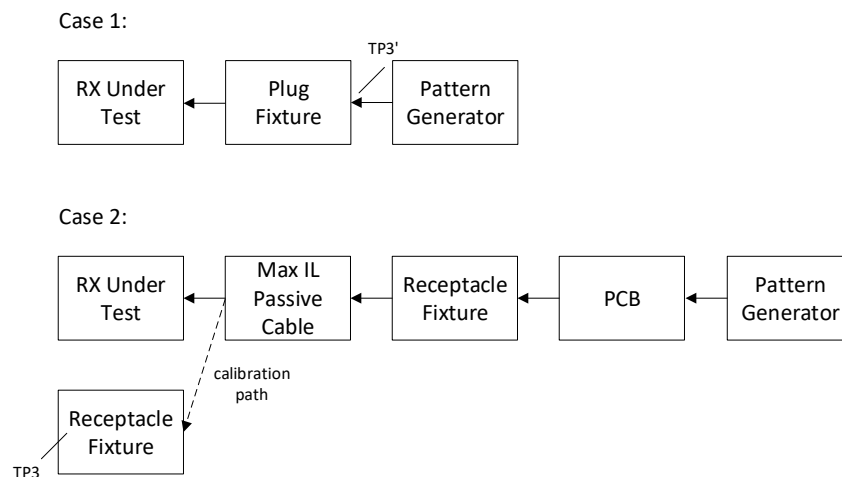 Case 1:
TP3'
RX Under
Test
Plug
Fixture
Pattern
Generator
Case 2:
RX Under
Test
Max IL
Passive
Cable
Receptacle
Fixture
PCB
Pattern
Generator
calibration
path
Receptacle
Fixture
TP3